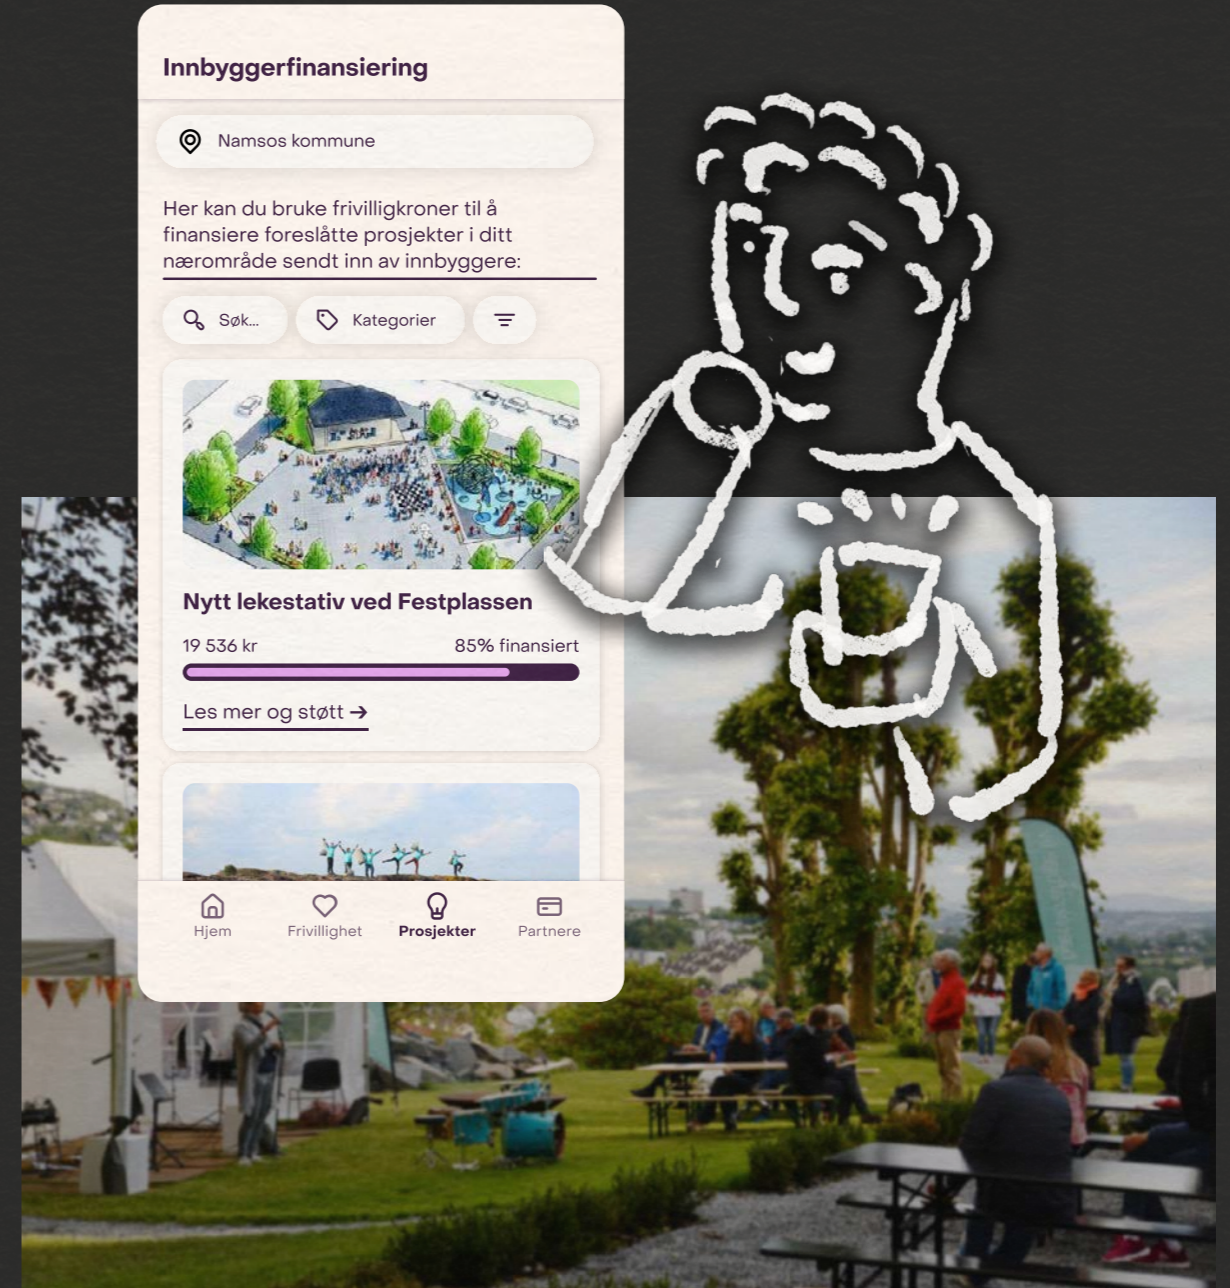 Innbyggerfinansiering
Namsos kommune
Her kan du bruke frivilligkroner til å
finansiere foreslåtte prosjekter i ditt
nærområde sendt inn av innbyggere:
Søk... Kategorier
Nytt lekestativ ved Festplassen
19 536 kr 85% finansiert
Les mer og støtt →
Hjem Frivillighet Prosjekter Partnere